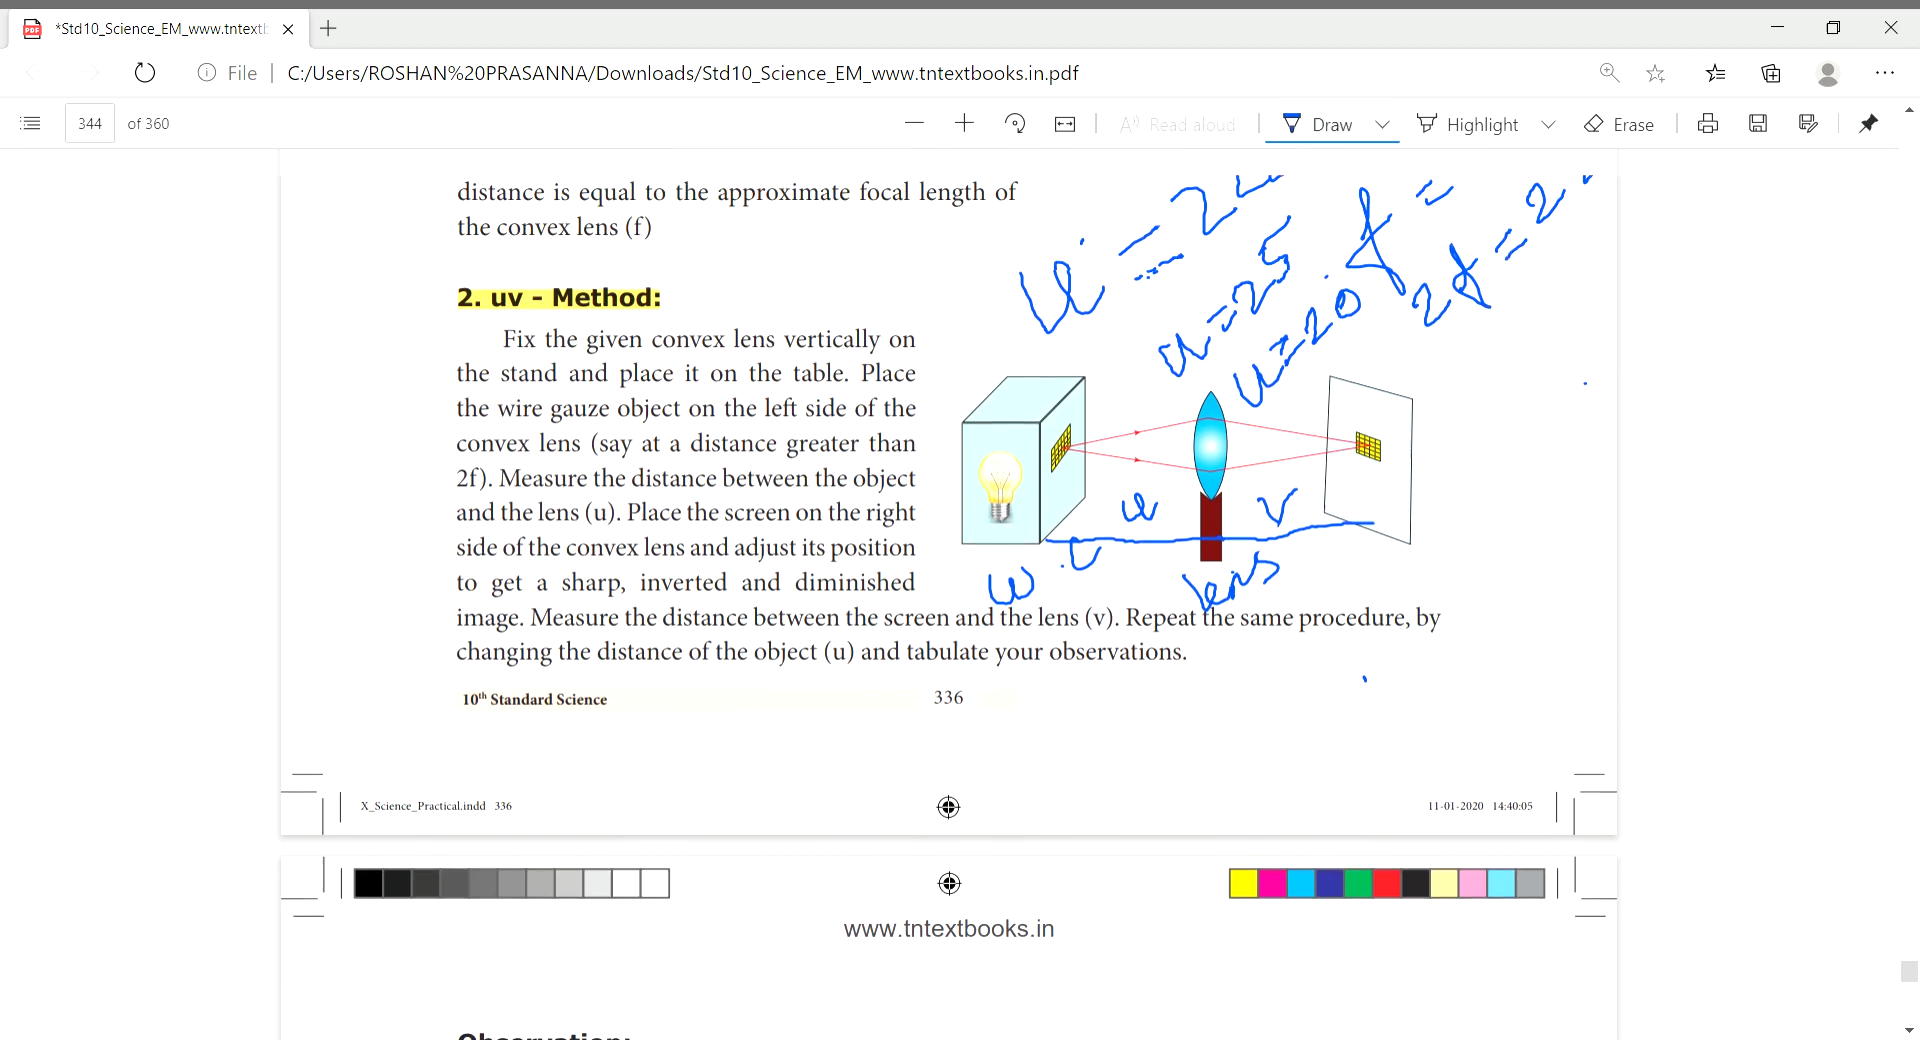 *Std10_Science_EM_www.tntextb
File
C:/Users/ROSHAN%20PRASANNA/Downloads/Std10_Science_EM_www.tntextbooks.in.pdf
344 of 360
Read aloud
Draw
Highlight
Erase
distance is equal to the approximate focal length of
the convex lens (f)
u = 22
u = 25
u = 20
f =
2f = 2
2. uv - Method:
Fix the given convex lens vertically on
the stand and place it on the table. Place
the wire gauze object on the left side of the
convex lens (say at a distance greater than
2f). Measure the distance between the object
and the lens (u). Place the screen on the right
side of the convex lens and adjust its position
to get a sharp, inverted and diminished
image. Measure the distance between the screen and the lens (v). Repeat the same procedure, by
changing the distance of the object (u) and tabulate your observations.
u
v
lens
10th Standard Science
336
X_Science_Practical.indd 336
11-01-2020 14:40:05
www.tntextbooks.in
Observation: